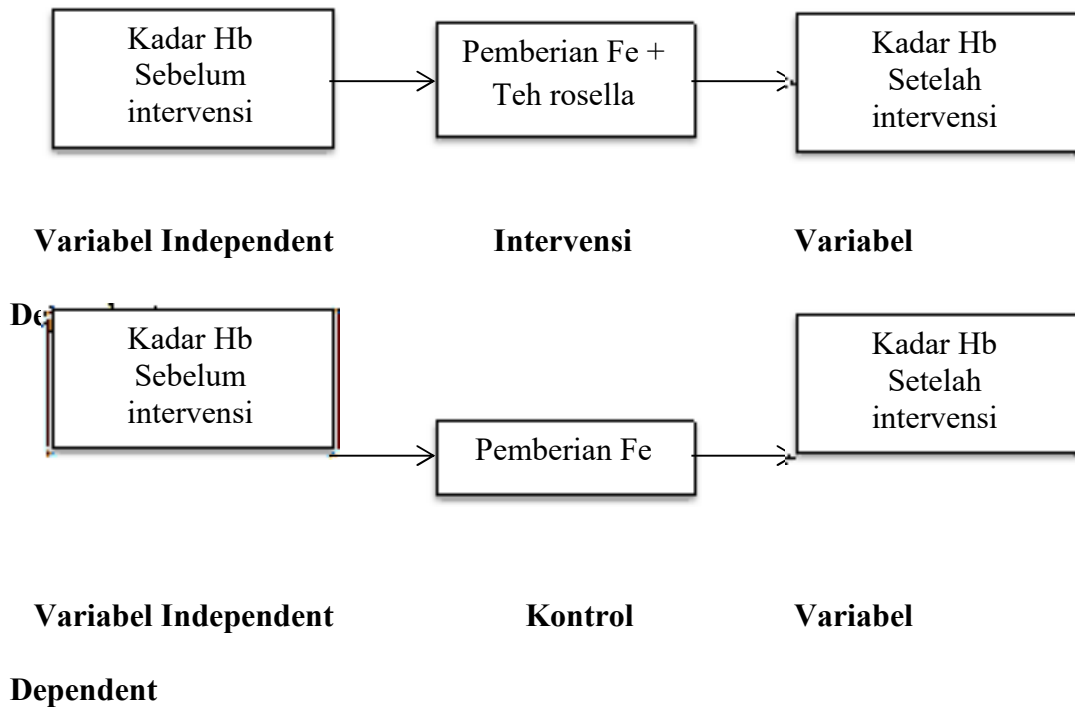 Kadar Hb
Sebelum
intervensi
Pemberian Fe +
Teh rosella
Kadar Hb
Setelah
intervensi
Variabel Independent Intervensi Variabel
Kadar Hb
Sebelum
intervensi
Pemberian Fe
Kadar Hb
Setelah
intervensi
Variabel Independent Kontrol Variabel
Dependent